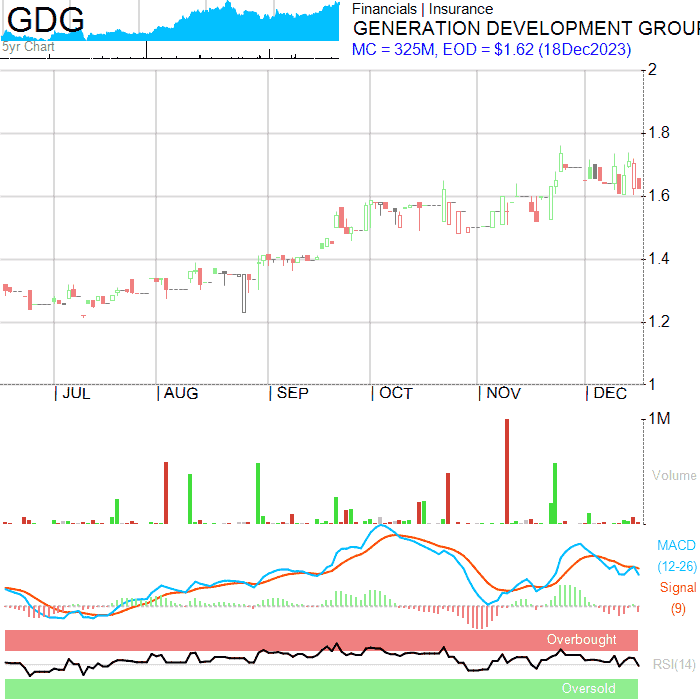 GDG
5yr Chart
Financials | Insurance
GENERATION DEVELOPMENT GROU
MC = 325M, EOD = $1.62 (18Dec2023)
2
1.8
1.6
1.4
1.2
1
JUL AUG SEP OCT NOV DEC
1M
Volume
MACD
(12-26)
Signal
(9)
Overbought
RSI(14)
Oversold